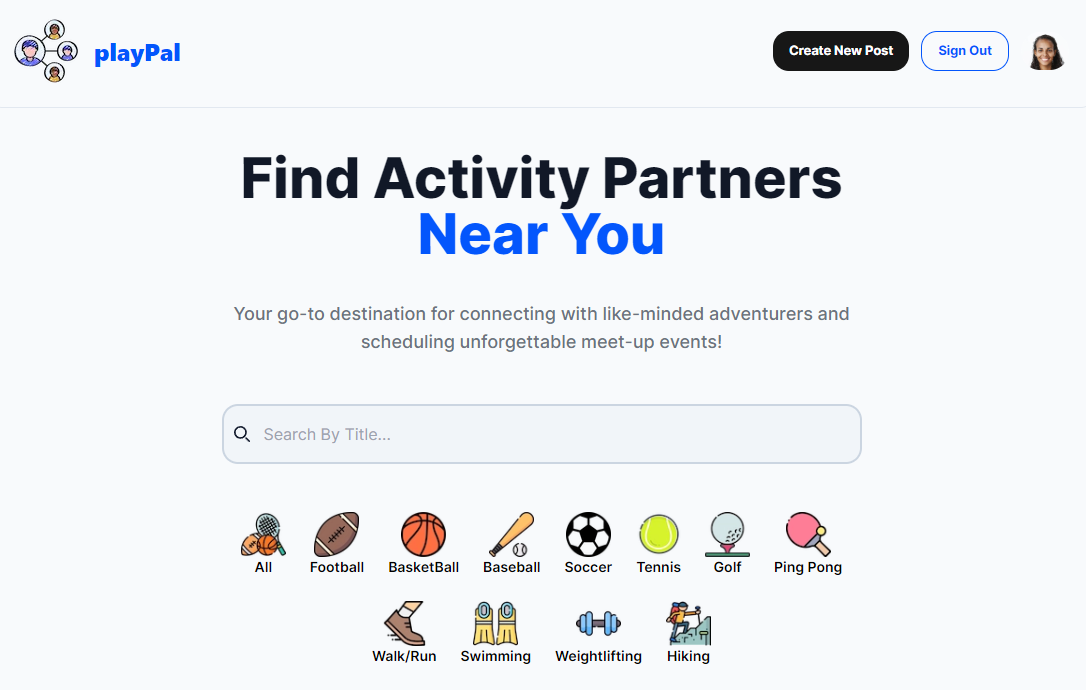 playPal
Create New Post
Sign Out
Find Activity Partners
Near You
Your go-to destination for connecting with like-minded adventurers and
scheduling unforgettable meet-up events!
Search By Title...
All
Football
BasketBall
Baseball
Soccer
Tennis
Golf
Ping Pong
Walk/Run
Swimming
Weightlifting
Hiking